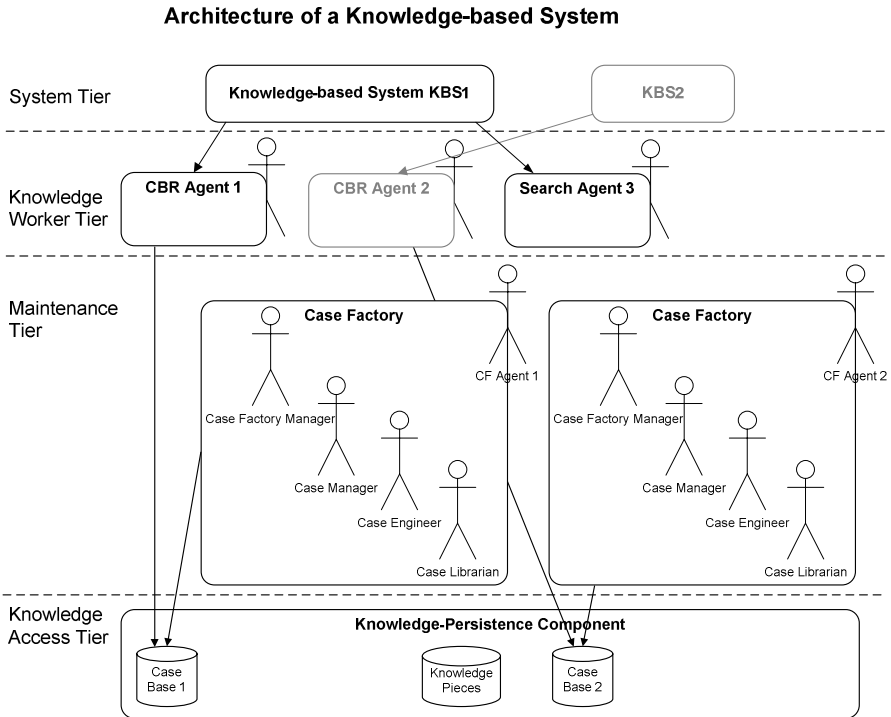 Architecture of a Knowledge-based System
System Tier
Knowledge-based System KBS1
KBS2
Knowledge
Worker Tier
CBR Agent 1
CBR Agent 2
Search Agent 3
Maintenance
Tier
Case Factory
Case Factory Manager
Case Manager
Case Engineer
Case Librarian
CF Agent 1
Case Factory
Case Factory Manager
Case Manager
Case Engineer
Case Librarian
CF Agent 2
Knowledge
Access Tier
Knowledge-Persistence Component
Case
Base 1
Knowledge
Pieces
Case
Base 2